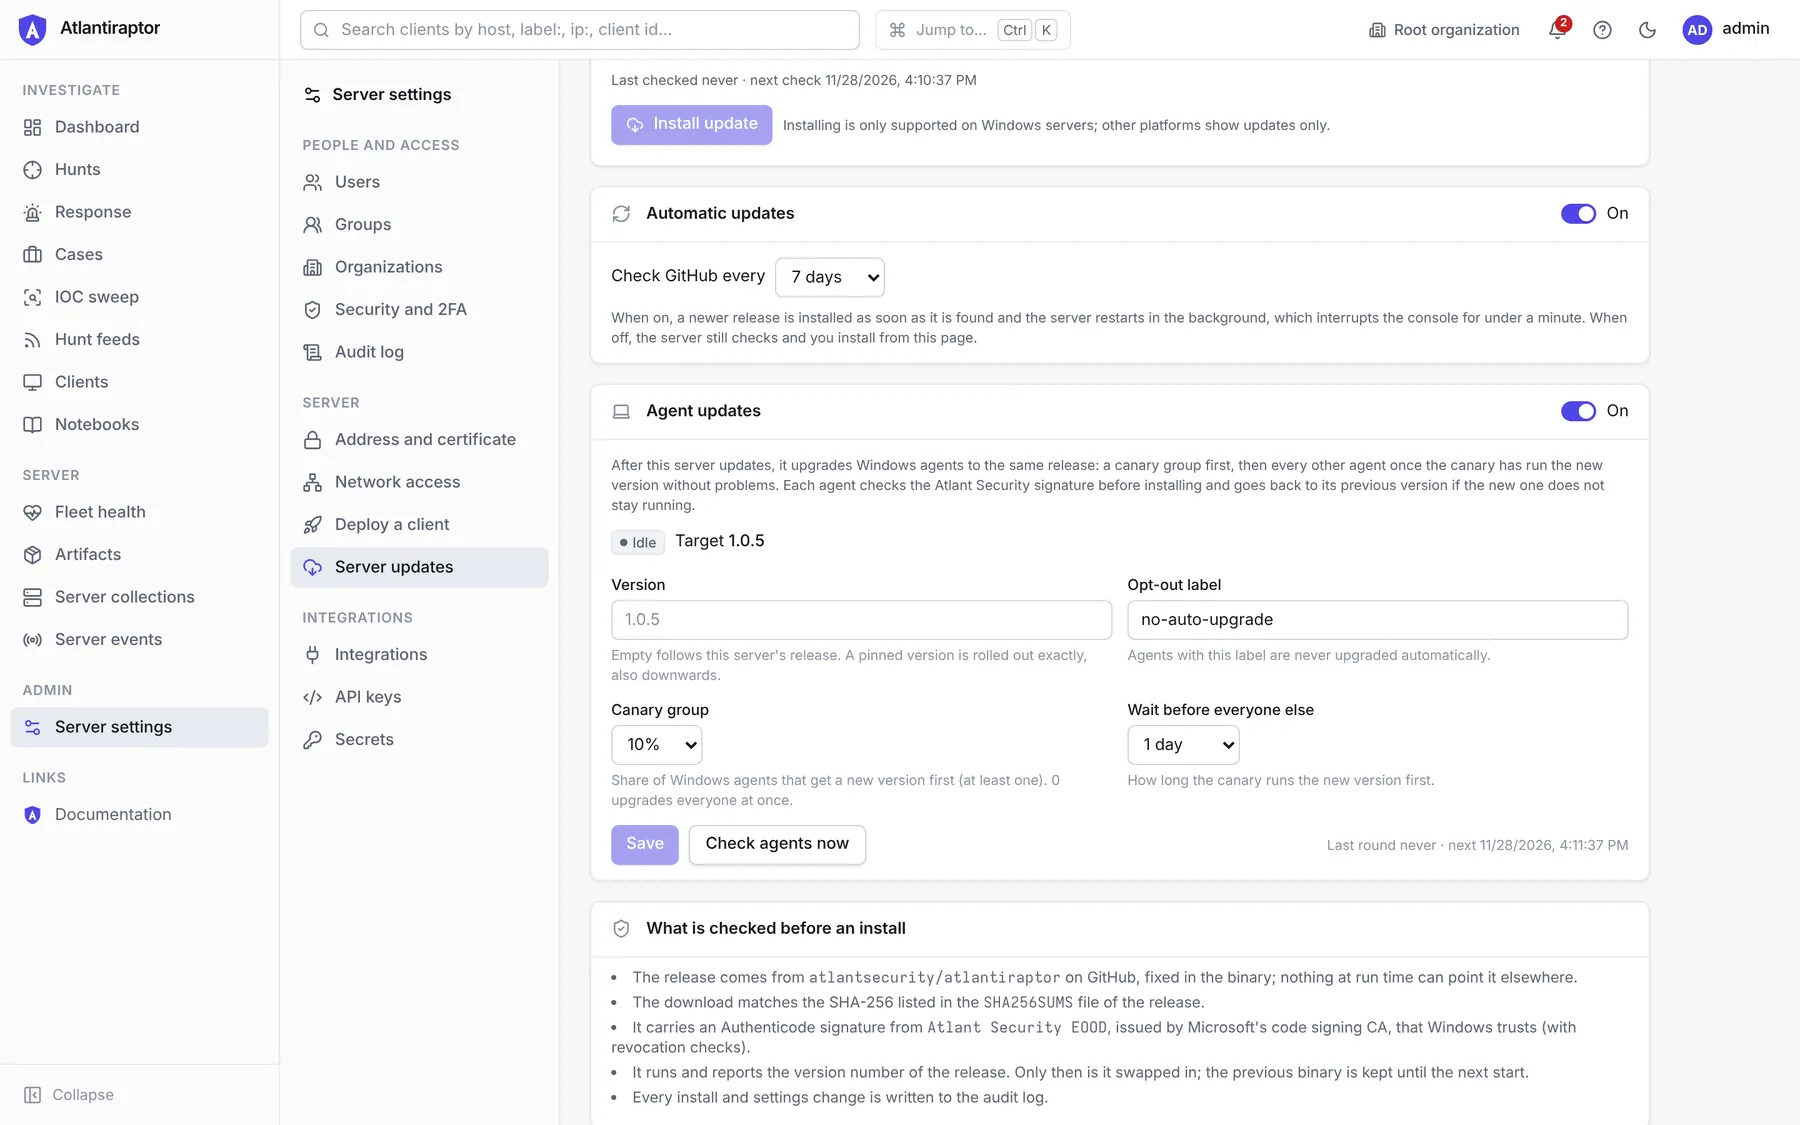 Atlantiraptor
Search clients by host, label:, ip:, client id...
Jump to... Ctrl K
Root organization
2
AD admin
INVESTIGATE
Dashboard
Hunts
Response
Cases
IOC sweep
Hunt feeds
Clients
Notebooks
SERVER
Fleet health
Artifacts
Server collections
Server events
ADMIN
Server settings
LINKS
Documentation
Collapse
Server settings
PEOPLE AND ACCESS
Users
Groups
Organizations
Security and 2FA
Audit log
SERVER
Address and certificate
Network access
Deploy a client
Server updates
INTEGRATIONS
Integrations
API keys
Secrets
Last checked never · next check 11/28/2026, 4:10:37 PM
Install update Installing is only supported on Windows servers; other platforms show updates only.
Automatic updates On
Check GitHub every 7 days
When on, a newer release is installed as soon as it is found and the server restarts in the background, which interrupts the console for under a minute. When
off, the server still checks and you install from this page.
Agent updates On
After this server updates, it upgrades Windows agents to the same release: a canary group first, then every other agent once the canary has run the new
version without problems. Each agent checks the Atlant Security signature before installing and goes back to its previous version if the new one does not
stay running.
Idle Target 1.0.5
Version
1.0.5
Empty follows this server's release. A pinned version is rolled out exactly,
also downwards.
Opt-out label
no-auto-upgrade
Agents with this label are never upgraded automatically.
Canary group
10%
Share of Windows agents that get a new version first (at least one). 0
upgrades everyone at once.
Wait before everyone else
1 day
How long the canary runs the new version first.
Save Check agents now Last round never · next 11/28/2026, 4:11:37 PM
What is checked before an install
• The release comes from atlantsecurity/atlantiraptor on GitHub, fixed in the binary; nothing at run time can point it elsewhere.
• The download matches the SHA-256 listed in the SHA256SUMS file of the release.
• It carries an Authenticode signature from Atlant Security EOOD, issued by Microsoft's code signing CA, that Windows trusts (with
revocation checks).
• It runs and reports the version number of the release. Only then is it swapped in; the previous binary is kept until the next start.
• Every install and settings change is written to the audit log.